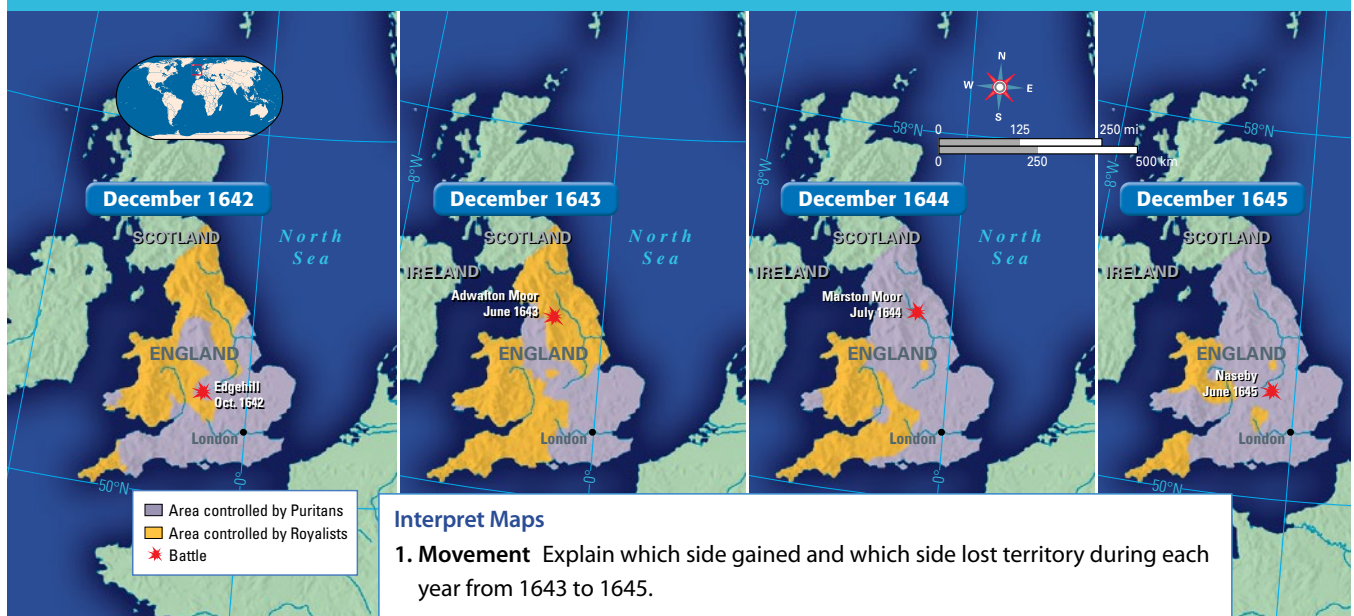 December 1642
SCOTLAND
North
Sea
ENGLAND
Edgehill
Oct. 1642
London
50°N
0°
December 1643
8°W
SCOTLAND
North
Sea
IRELAND
Adwalton Moor
June 1643
ENGLAND
London
0°
N
W
E
S
0
125
250 mi
0
250
500 km
58°N
8°W
December 1644
SCOTLAND
North
Sea
IRELAND
Marston Moor
July 1644
ENGLAND
London
0°
58°N
8°W
December 1645
SCOTLAND
North
Sea
IRELAND
ENGLAND
Naseby
June 1645
London
50°N
0°
Area controlled by Puritans
Area controlled by Royalists
Battle
Interpret Maps
1. Movement Explain which side gained and which side lost territory during each
year from 1643 to 1645.